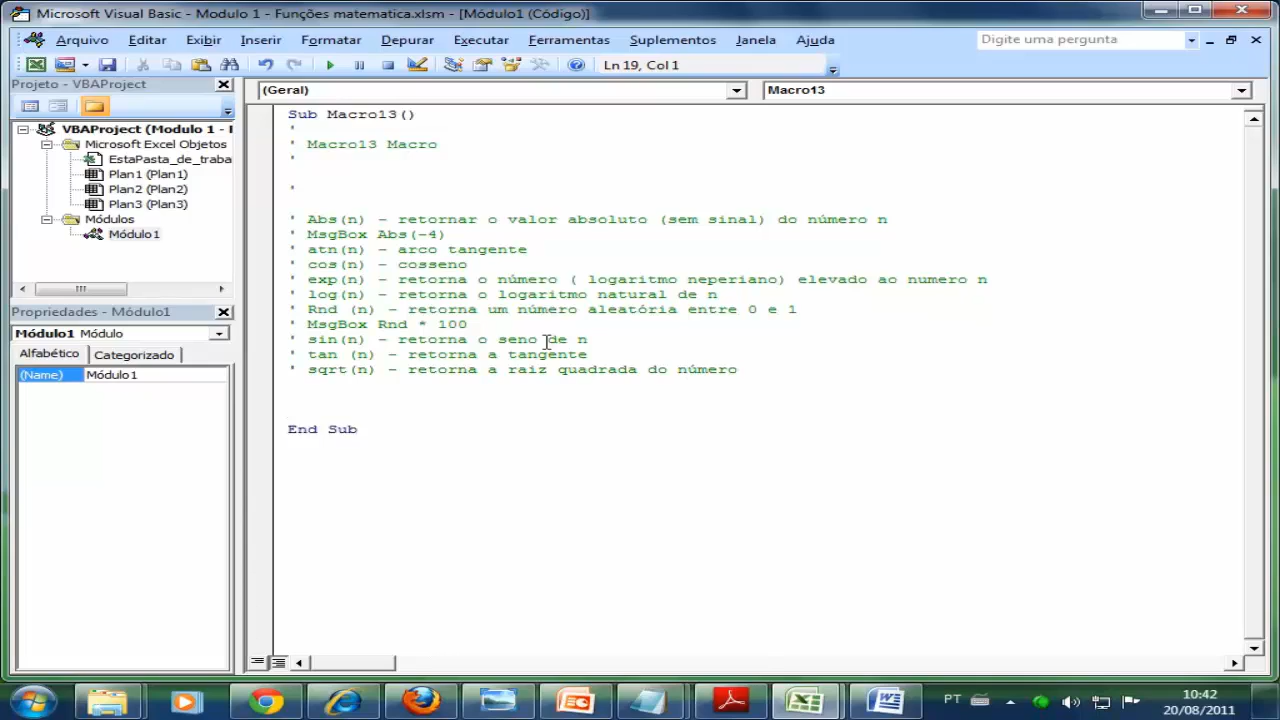 Microsoft Visual Basic - Modulo 1 - Funções matematica.xlsm - [Módulo1 (Código)]
Arquivo Editar Exibir Inserir Formatar Depurar Executar Ferramentas Suplementos Janela Ajuda
Digite uma pergunta
Ln 19, Col 1
Projeto - VBAProject
VBAProject (Modulo 1 - I
Microsoft Excel Objetos
EstaPasta_de_traba
Plan1 (Plan1)
Plan2 (Plan2)
Plan3 (Plan3)
Módulos
Módulo1
Propriedades - Módulo1
Módulo1 Módulo
Alfabético Categorizado
(Name) Módulo1
(Geral) Macro13
Sub Macro13()
'
' Macro13 Macro
'
'
' Abs(n) - retornar o valor absoluto (sem sinal) do número n
' MsgBox Abs(-4)
' atn(n) - arco tangente
' cos(n) - cosseno
' exp(n) - retorna o número ( logaritmo neperiano) elevado ao numero n
' log(n) - retorna o logaritmo natural de n
' Rnd (n) - retorna um número aleatória entre 0 e 1
' MsgBox Rnd * 100
' sin(n) - retorna o seno de n
' tan (n) - retorna a tangente
' sqrt(n) - retorna a raiz quadrada do número
End Sub
PT
10:42
20/08/2011